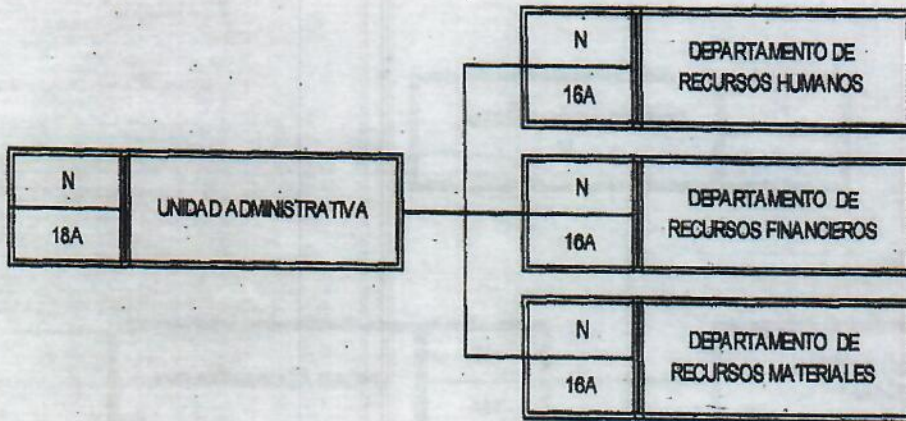 N
16A
DEPARTAMENTO DE
RECURSOS HUMANOS
N
18A
UNIDAD ADMINISTRATIVA
N
16A
DEPARTAMENTO DE
RECURSOS FINANCIEROS
N
16A
DEPARTAMENTO DE
RECURSOS MATERIALES